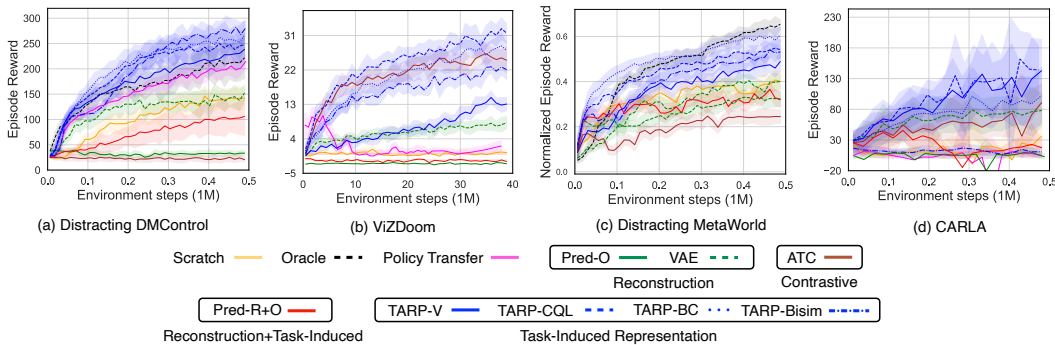 Episode Reward
300
250
200
150
100
50
0
0.0 0.1 0.2 0.3 0.4 0.5
Environment steps (1M)
(a) Distracting DMControl
Episode Reward
31
22
13
4
−5
0 10 20 30 40
Environment steps (1M)
(b) ViZDoom
Normalized Episode Reward
0.6
0.4
0.2
0.0
0.0 0.1 0.2 0.3 0.4 0.5
Environment steps (1M)
(c) Distracting MetaWorld
Episode Reward
230
180
130
80
30
−20
0.0 0.1 0.2 0.3 0.4 0.5
Environment steps (1M)
(d) CARLA
Scratch Oracle Policy Transfer Pred-O VAE ATC
Reconstruction Contrastive
Pred-R+O TARP-V TARP-CQL TARP-BC TARP-Bisim
Reconstruction+Task-Induced Task-Induced Representation